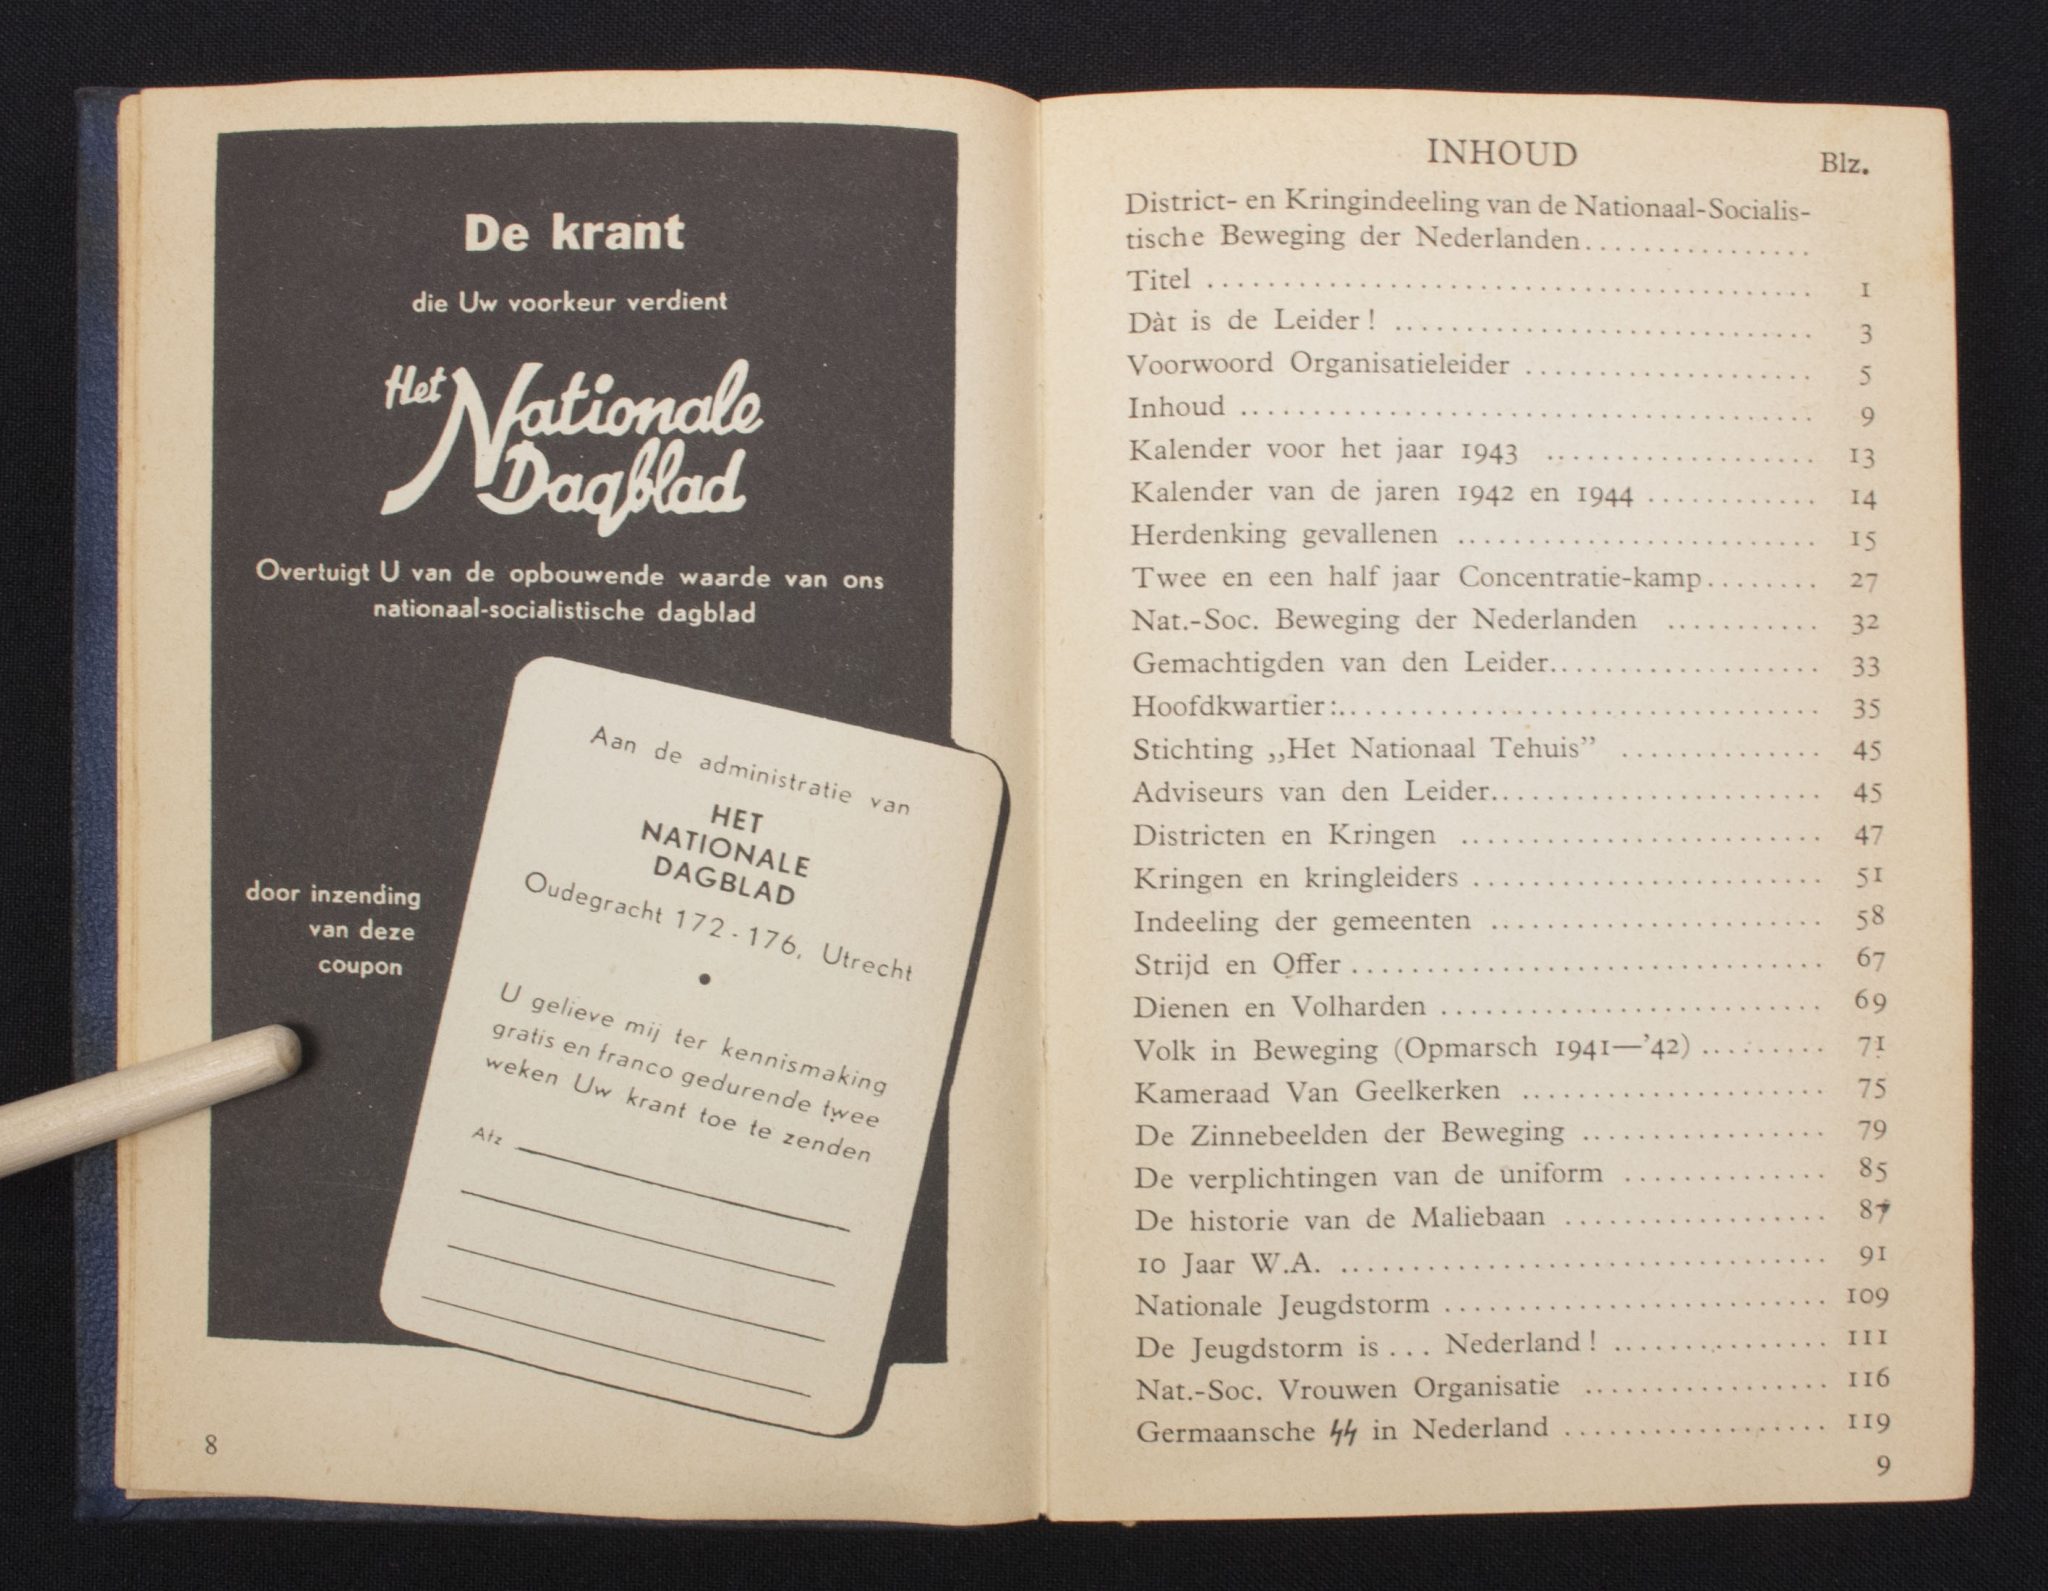 De krant
die Uw voorkeur verdient
Het Nationale
Dagblad
Overtuigt U van de opbouwende waarde van ons
nationaal-socialistische dagblad
door inzending
van deze
coupon
Aan de administratie van
HET
NATIONALE
DAGBLAD
Oudegracht 172-176, Utrecht
U gelieve mij ter kennismaking
gratis en franco gedurende twee
weken Uw krant toe te zenden
Afz
8
INHOUD
Blz.
District- en Kringindeeling van de Nationaal-Socialis-
tische Beweging der Nederlanden................
Titel ........................................ 1
Dàt is de Leider! ............................ 3
Voorwoord Organisatieleider .................... 5
Inhoud ...................................... 9
Kalender voor het jaar 1943 ................... 13
Kalender van de jaren 1942 en 1944 ............ 14
Herdenking gevallenen ......................... 15
Twee en een half jaar Concentratie-kamp........ 27
Nat.-Soc. Beweging der Nederlanden ........... 32
Gemachtigden van den Leider................... 33
Hoofdkwartier:................................. 35
Stichting „Het Nationaal Tehuis” .............. 45
Adviseurs van den Leider....................... 45
Districten en Kringen ......................... 47
Kringen en kringleiders ........................ 51
Indeeling der gemeenten ....................... 58
Strijd en Offer ................................ 67
Dienen en Volharden ........................... 69
Volk in Beweging (Opmarsch 1941—’42) ......... 71
Kameraad Van Geelkerken ..................... 75
De Zinnebeelden der Beweging ................. 79
De verplichtingen van de uniform .............. 85
De historie van de Maliebaan .................. 87
10 Jaar W.A. ................................. 91
Nationale Jeugdstorm .......................... 109
De Jeugdstorm is ... Nederland! ............... 111
Nat.-Soc. Vrouwen Organisatie ................. 116
Germaansche ϟϟ in Nederland .................. 119
9